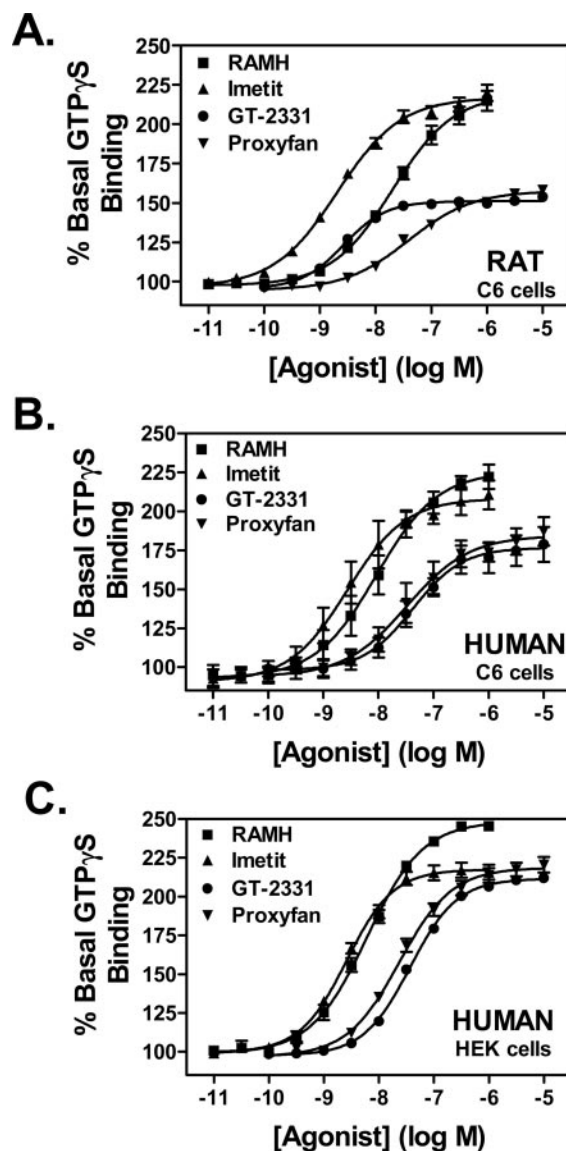 A.
250
225
200
175
150
125
100
% Basal GTPγS
Binding
RAMH
Imetit
GT-2331
Proxyfan
RAT
C6 cells
-11 -10 -9 -8 -7 -6 -5
[Agonist] (log M)
B.
250
225
200
175
150
125
100
% Basal GTPγS
Binding
RAMH
Imetit
GT-2331
Proxyfan
HUMAN
C6 cells
-11 -10 -9 -8 -7 -6 -5
[Agonist] (log M)
C.
250
225
200
175
150
125
100
% Basal GTPγS
Binding
RAMH
Imetit
GT-2331
Proxyfan
HUMAN
HEK cells
-11 -10 -9 -8 -7 -6 -5
[Agonist] (log M)